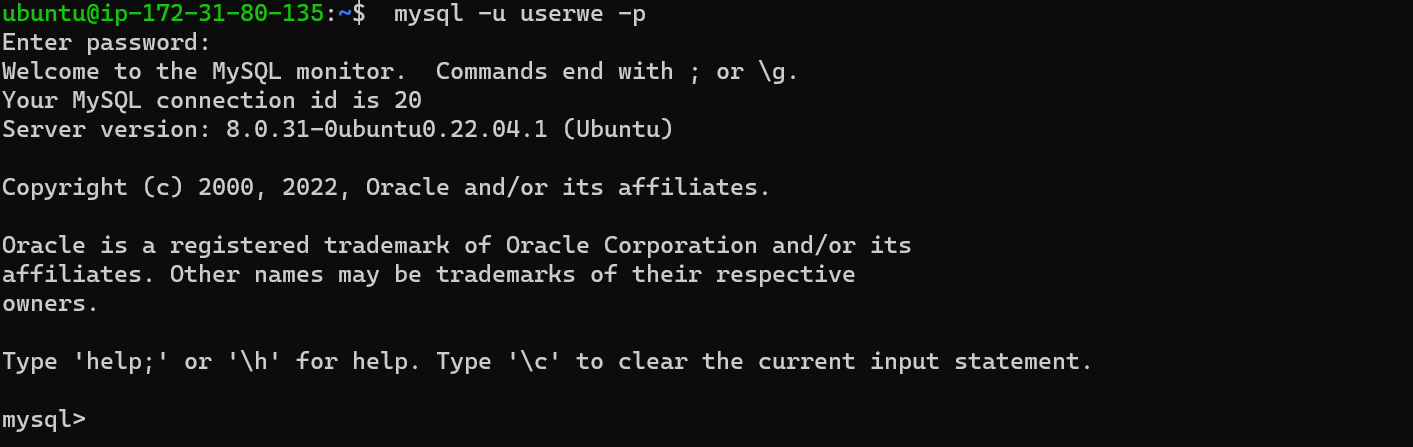 ubuntu@ip-172-31-80-135:~$  mysql -u userwe -p
Enter password:
Welcome to the MySQL monitor.  Commands end with ; or \g.
Your MySQL connection id is 20
Server version: 8.0.31-0ubuntu0.22.04.1 (Ubuntu)
Copyright (c) 2000, 2022, Oracle and/or its affiliates.
Oracle is a registered trademark of Oracle Corporation and/or its
affiliates. Other names may be trademarks of their respective
owners.
Type 'help;' or '\h' for help. Type '\c' to clear the current input statement.
mysql>